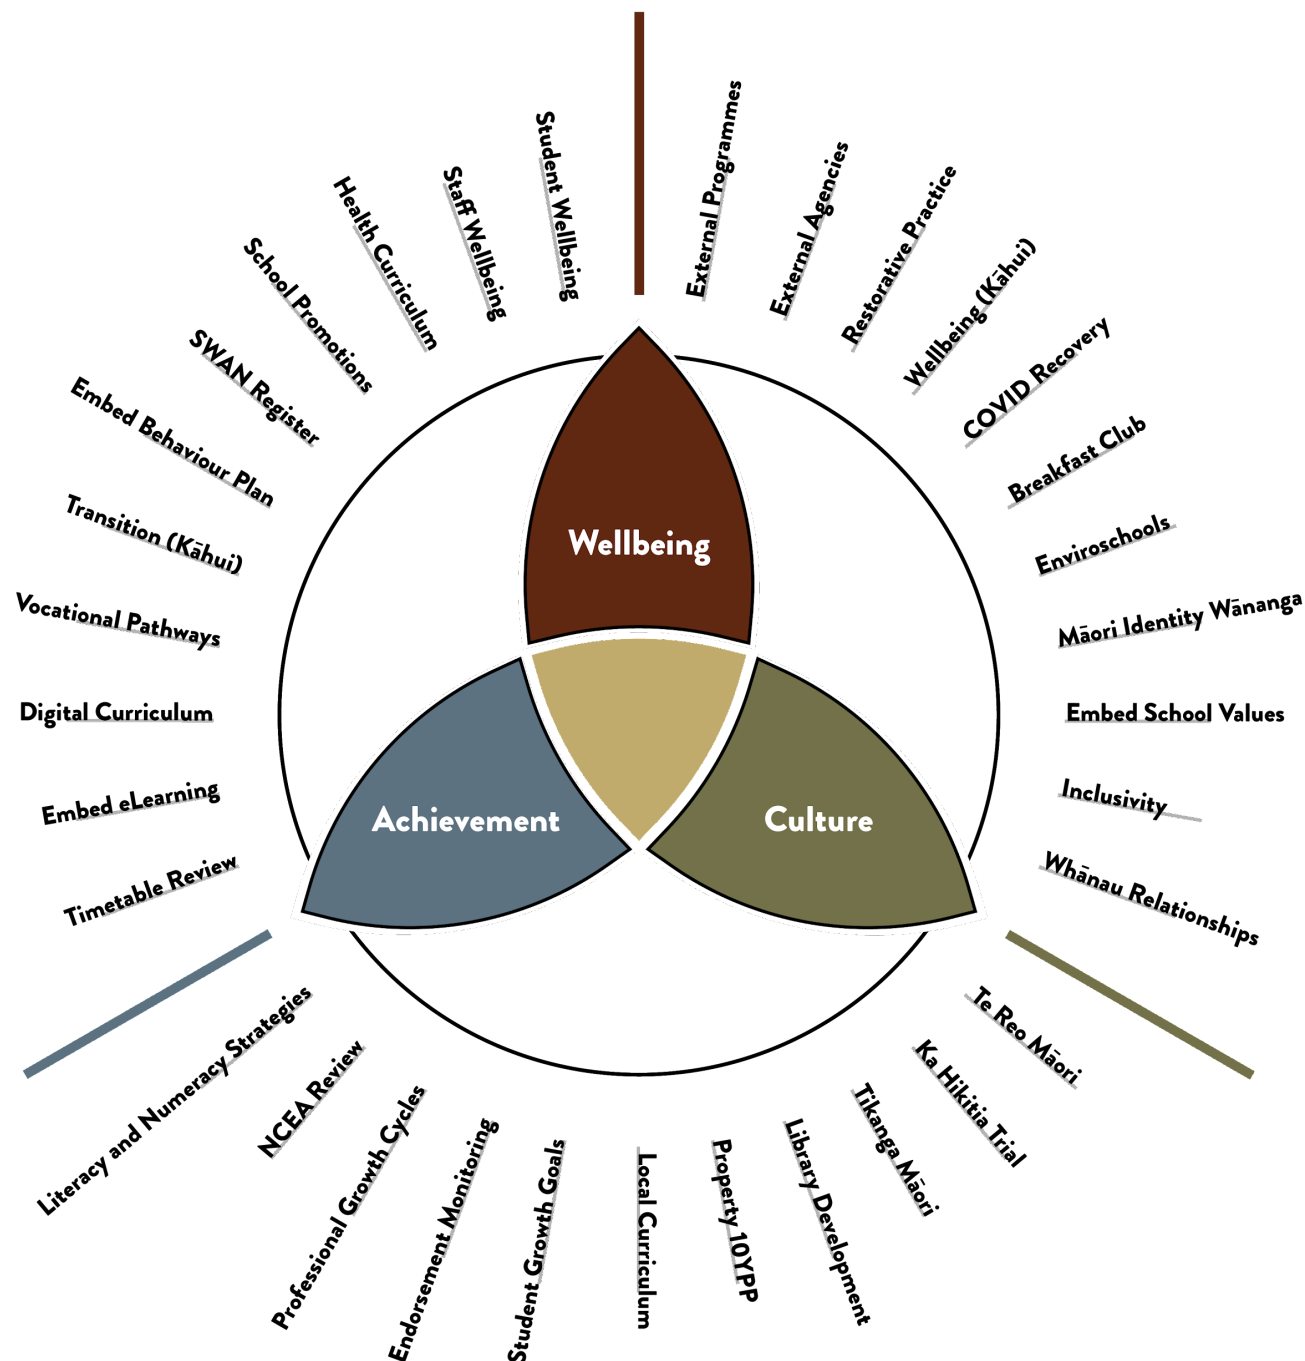 External Programmes
External Agencies
Restorative Practice
Wellbeing (Kāhui)
COVID Recovery
Breakfast Club
Enviroschools
Māori Identity Wānanga
Embed School Values
Inclusivity
Whānau Relationships
Te Reo Māori
Ka Hikitia Trial
Tikanga Māori
Library Development
Property 10YPP
Local Curriculum
Student Growth Goals
Endorsement Monitoring
Professional Growth Cycles
NCEA Review
Literacy and Numeracy Strategies
Timetable Review
Embed eLearning
Digital Curriculum
Vocational Pathways
Transition (Kāhui)
Embed Behaviour Plan
SWAN Register
School Promotions
Health Curriculum
Staff Wellbeing
Student Wellbeing
Wellbeing
Achievement
Culture